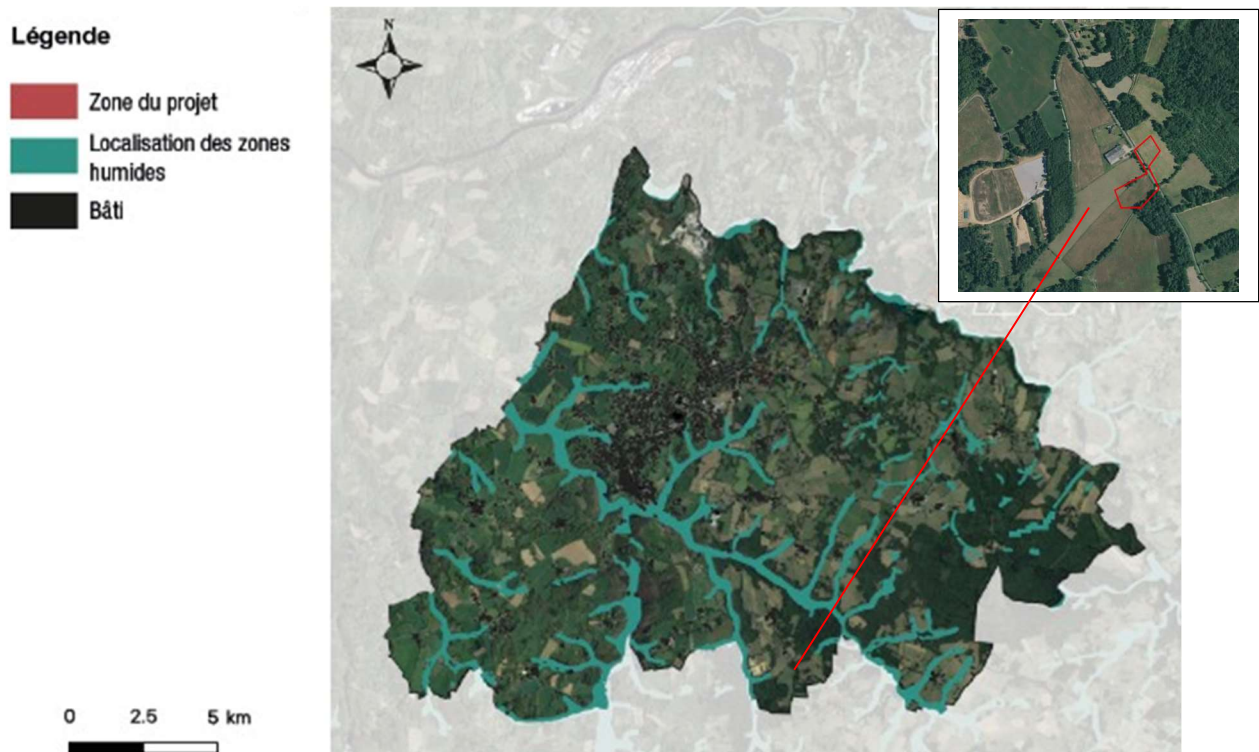 Légende
Zone du projet
Localisation des zones
humides
Bâti
N
0 2.5 5 km